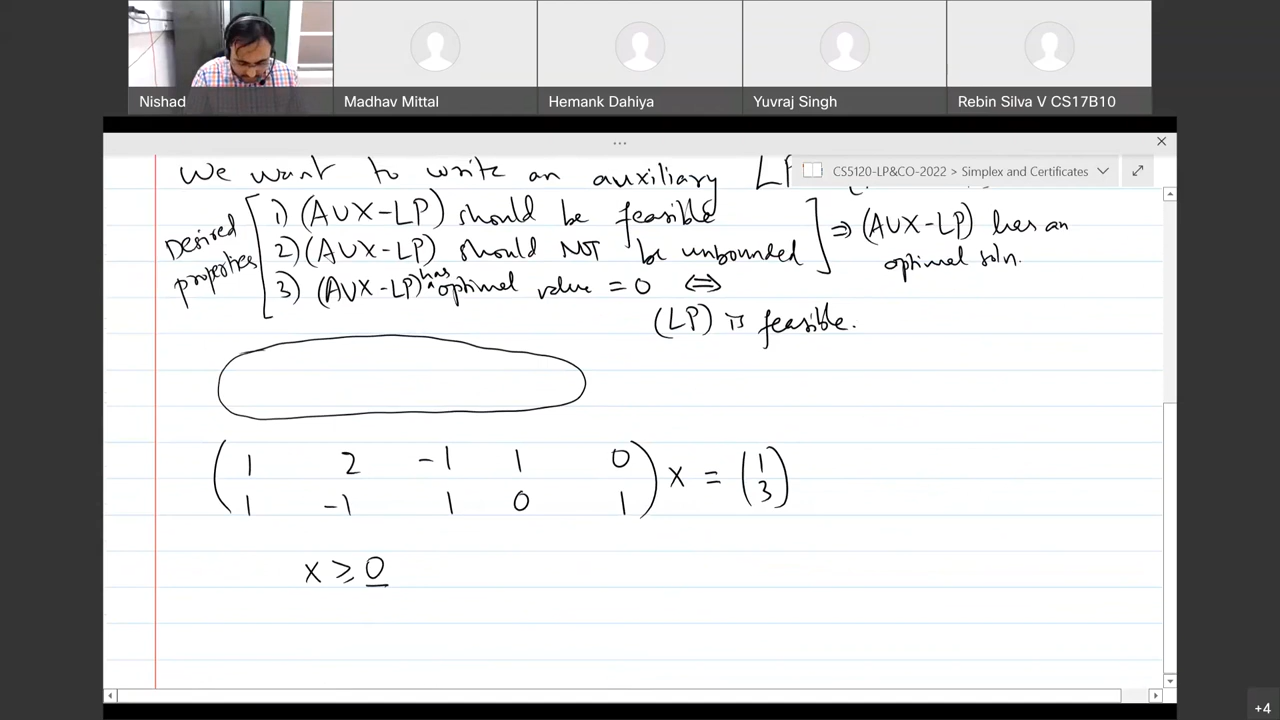 Nishad
Madhav Mittal
Hemank Dahiya
Yuvraj Singh
Rebin Silva V CS17B10
...
CS5120-LP&CO-2022 > Simplex and Certificates
We want to write an auxiliary LP
Desired properties
1) (AUX-LP) should be feasible
2) (AUX-LP) should NOT be unbounded
⇒ (AUX-LP) has an
optimal soln.
3) (AUX-LP) has a optimal value = 0 ⇔
(LP) is feasible.
( 1 2 -1 1 0 ) x = ( 1 )
( 1 -1 1 0 1 ) ( 3 )
x ≥ 0
+4